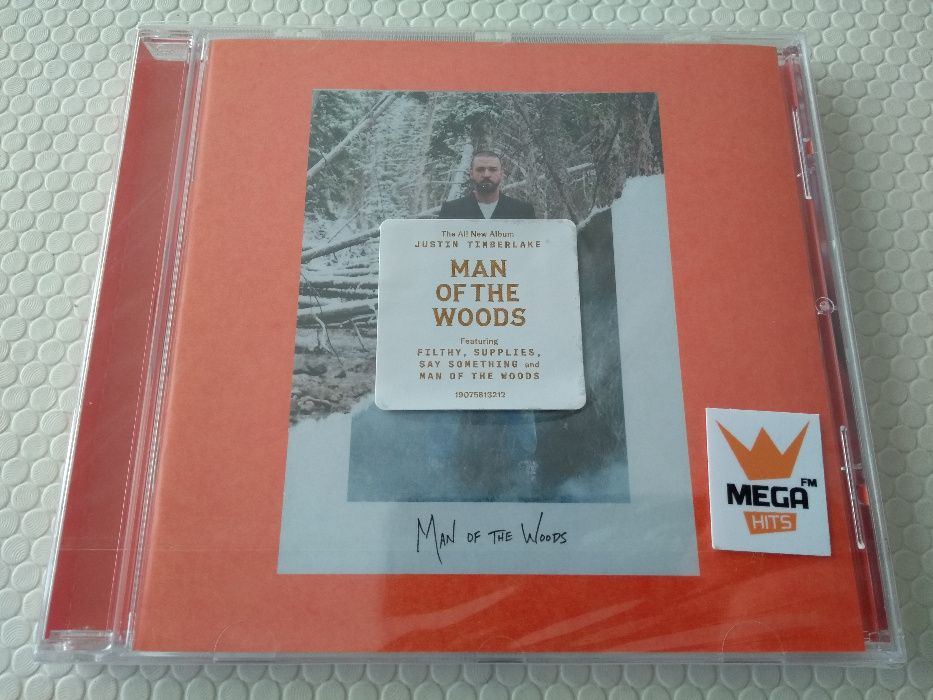 The All New Album
JUSTIN TIMBERLAKE
MAN
OF THE
WOODS
Featuring
FILTHY, SUPPLIES,
SAY SOMETHING and
MAN OF THE WOODS
19075813212
MAN OF THE WOODS
MEGA FM
HITS